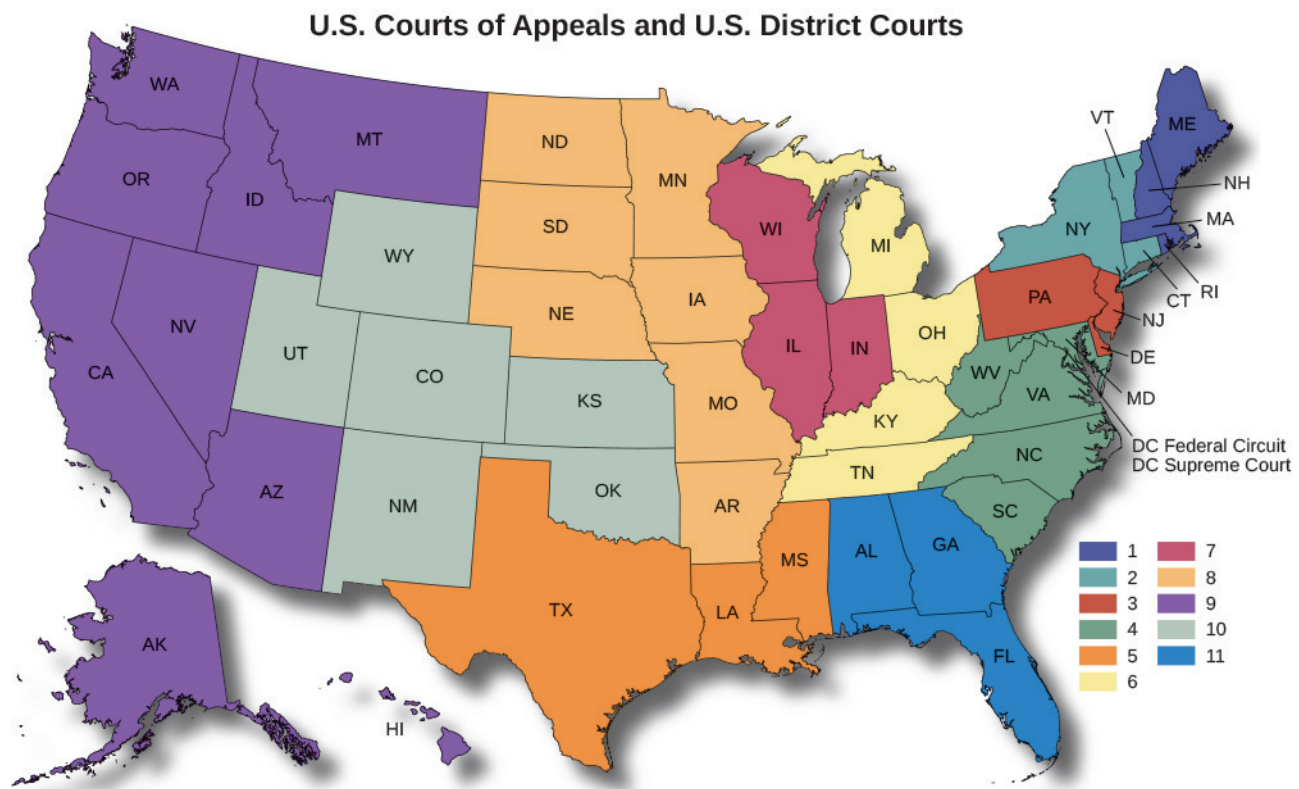 U.S. Courts of Appeals and U.S. District Courts
WA
MT
ND
MN
VT
ME
OR
ID
SD
WI
MI
NY
NH
MA
WY
IA
PA
RI
CT
NJ
NV
NE
OH
IL
IN
DE
UT
CO
CA
WV
MD
KS
MO
VA
KY
DC Federal Circuit
DC Supreme Court
NC
TN
AZ
NM
OK
AR
SC
MS
AL
GA
TX
LA
FL
AK
HI
1
2
3
4
5
6
7
8
9
10
11